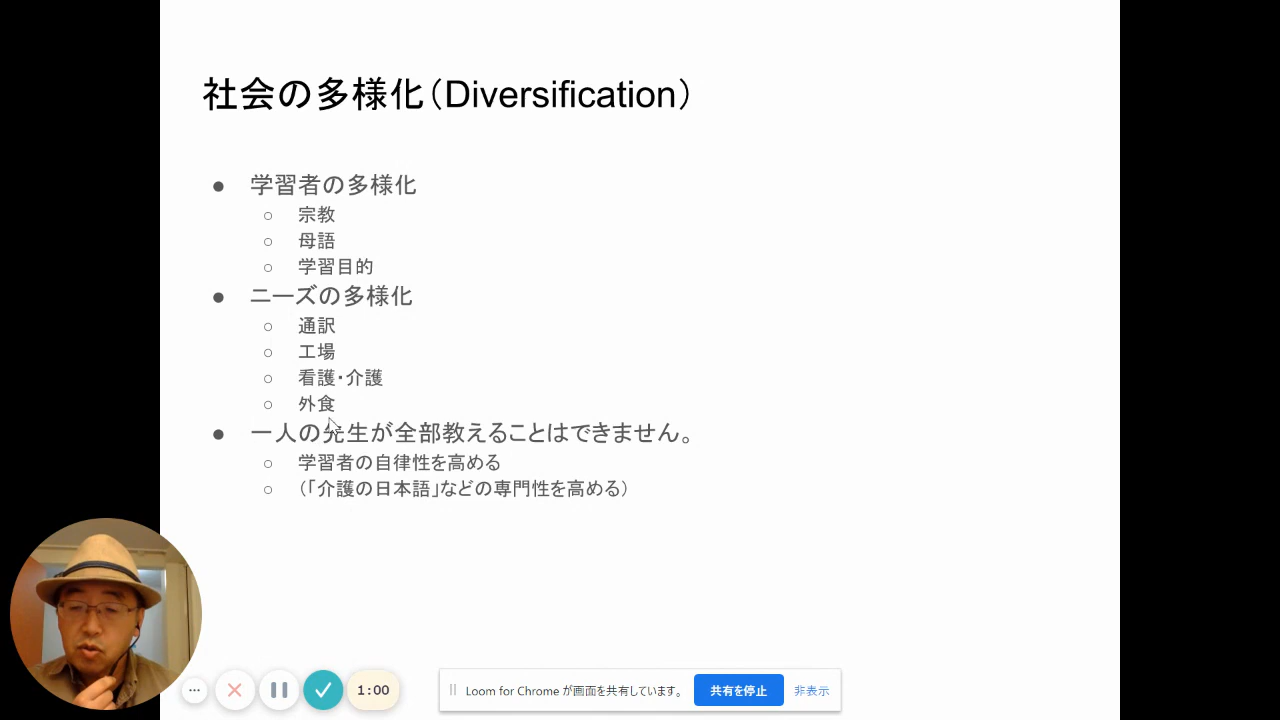 社会の多様化（Diversification）
● 学習者の多様化
○ 宗教
○ 母語
○ 学習目的
● ニーズの多様化
○ 通訳
○ 工場
○ 看護・介護
○ 外食
● 一人の先生が全部教えることはできません。
○ 学習者の自律性を高める
○ （「介護の日本語」などの専門性を高める）
1:00
Loom for Chrome が画面を共有しています。 共有を停止 非表示